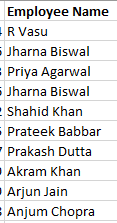 Employee Name
R Vasu
Jharna Biswal
Priya Agarwal
Jharna Biswal
Shahid Khan
Prateek Babbar
Prakash Dutta
Akram Khan
Arjun Jain
Anjum Chopra